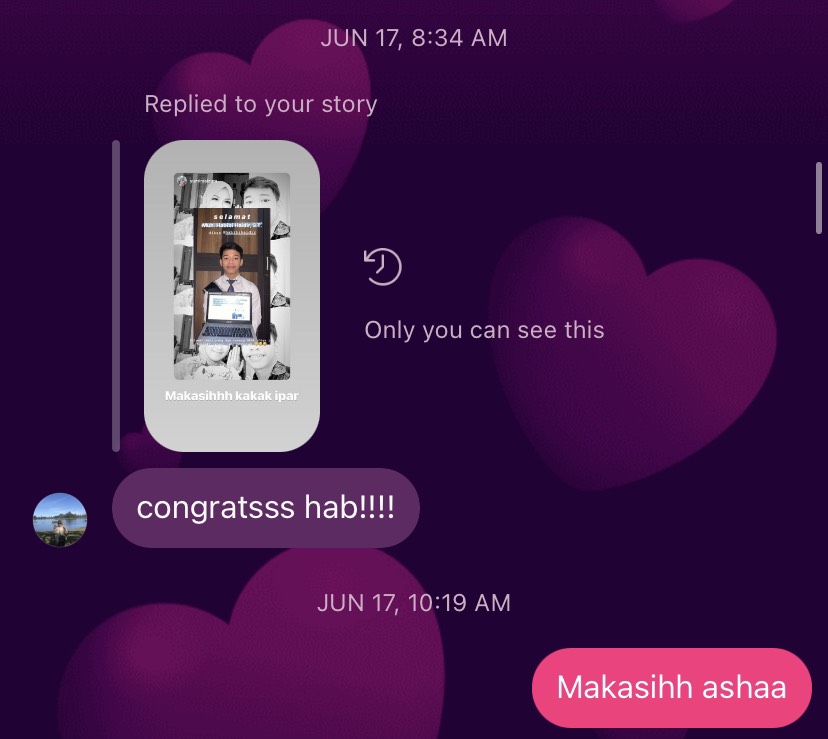 JUN 17, 8:34 AM
Replied to your story
selamat
Makasihhh kakak ipar
Only you can see this
congratsss hab!!!!
JUN 17, 10:19 AM
Makasihh ashaa